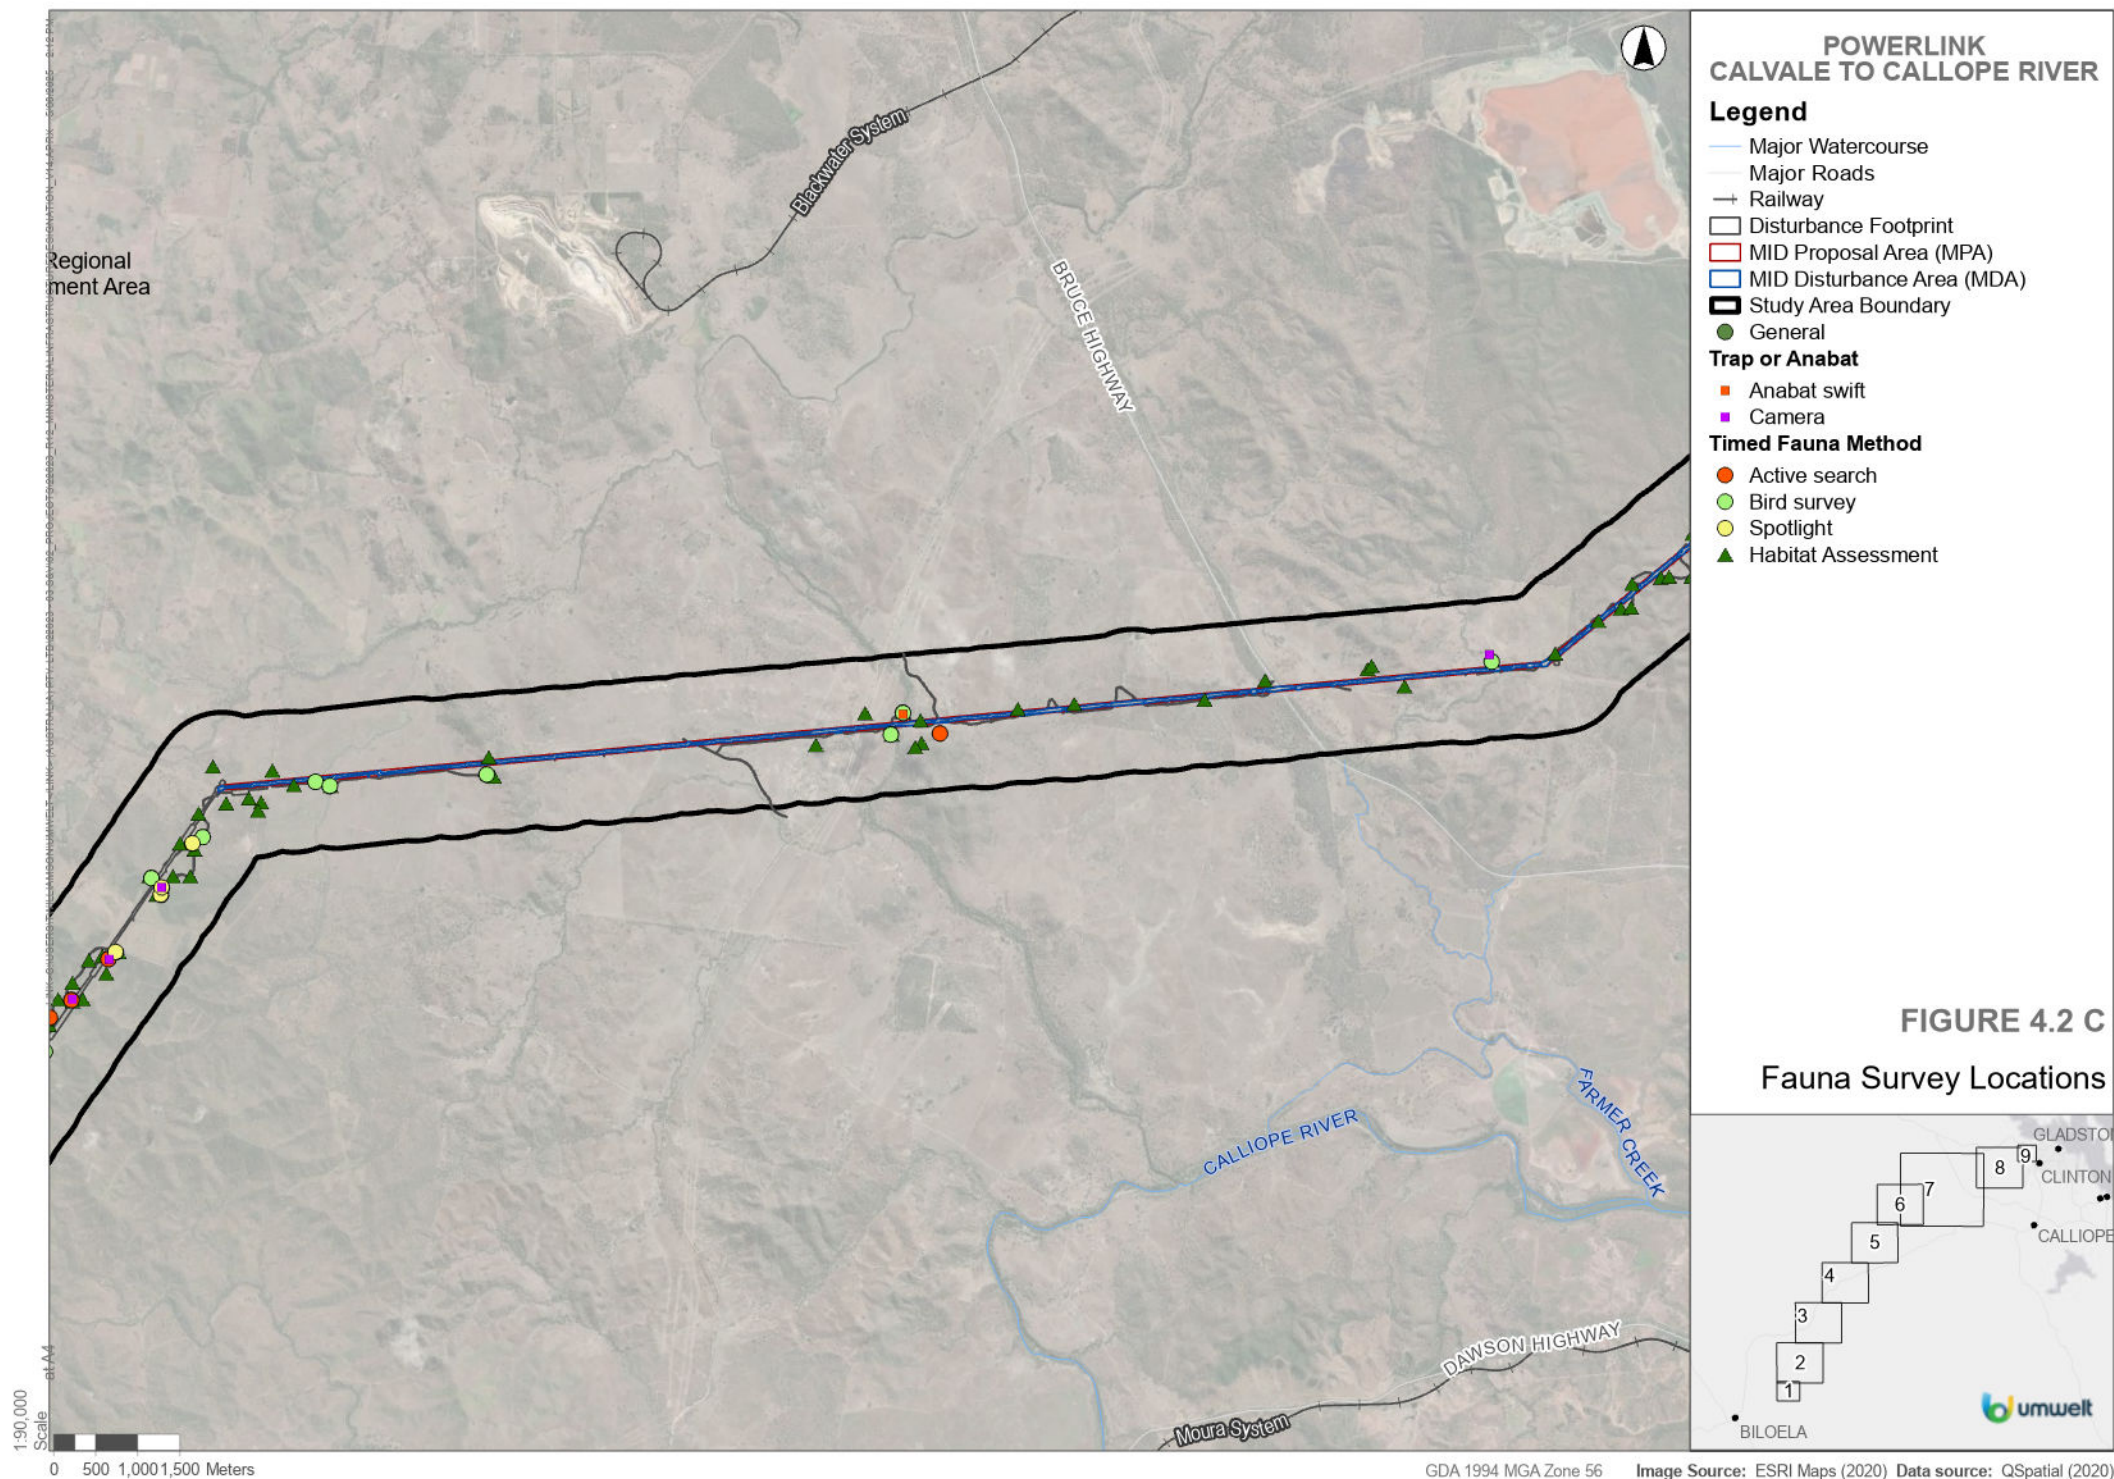 POWERLINK
CALVALE TO CALLOPE RIVER
Legend
Major Watercourse
Major Roads
Railway
Disturbance Footprint
MID Proposal Area (MPA)
MID Disturbance Area (MDA)
Study Area Boundary
General
Trap or Anabat
Anabat swift
Camera
Timed Fauna Method
Active search
Bird survey
Spotlight
Habitat Assessment
Blackwater System
BRUCE HIGHWAY
Regional
ment Area
CALLIOPE RIVER
FARMER CREEK
DAWSON HIGHWAY
Moura System
FIGURE 4.2 C
Fauna Survey Locations
GLADSTO
CLINTON
CALLIOPE
BILOELA
9
8
7
6
5
4
3
2
1
umwelt
1:90,000
Scale
at A4
0 500 1,000 1,500 Meters
GDA 1994 MGA Zone 56
Image Source: ESRI Maps (2020) Data source: QSpatial (2020)